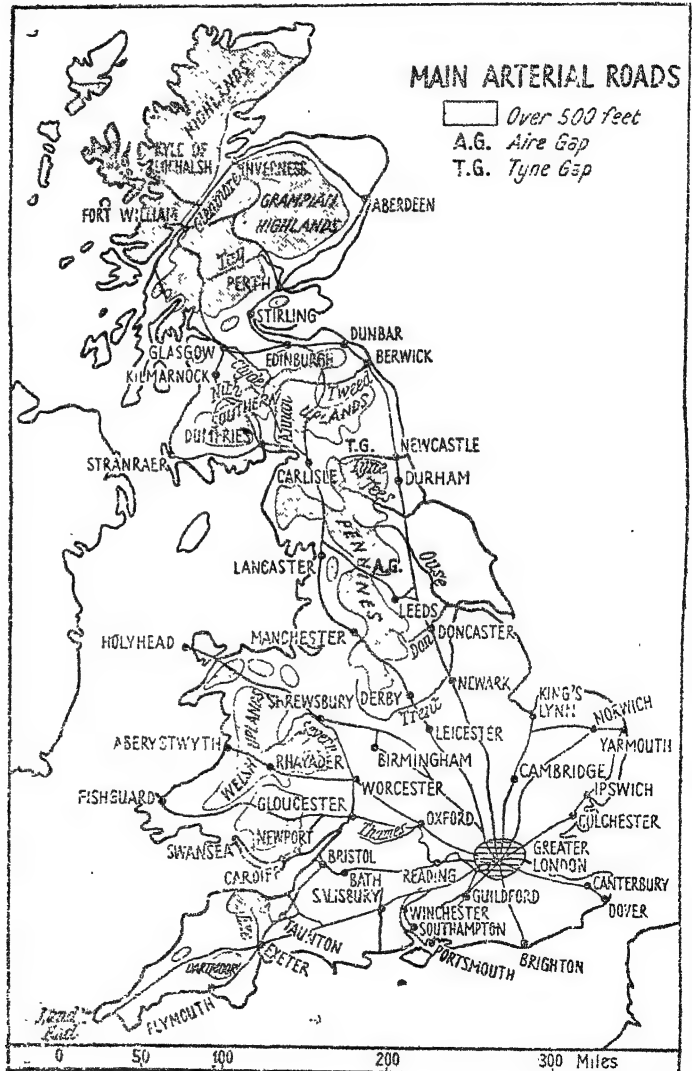 MAIN ARTERIAL ROADS
Over 500 feet
A.G. Aire Gap
T.G. Tyne Gap
HIGHLANDS
KYLE OF
LOCHALSH
INVERNESS
Glenmore
GRAMPIAN
HIGHLANDS
ABERDEEN
FORT WILLIAM
Tay
PERTH
STIRLING
DUNBAR
GLASGOW
EDINBURGH
BERWICK
KILMARNOCK
Clyde
Nith
Tweed
SOUTHERN
UPLANDS
Annan
DUMFRIES
T.G.
NEWCASTLE
STRANRAER
CARLISLE
Tyne
DURHAM
Tees
PENNINES
LANCASTER
A.G.
Ouse
LEEDS
MANCHESTER
Don
DONCASTER
HOLYHEAD
NEWARK
SHREWSBURY
DERBY
Trent
KING'S
LYNN
NORWICH
WELSH UPLANDS
Severn
LEICESTER
YARMOUTH
ABERYSTWYTH
BIRMINGHAM
RHAYADER
CAMBRIDGE
WORCESTER
IPSWICH
FISHGUARD
GLOUCESTER
OXFORD
COLCHESTER
NEWPORT
Thames
SWANSEA
GREATER
LONDON
BRISTOL
CARDIFF
BATH
READING
CANTERBURY
SALISBURY
GUILDFORD
DOVER
WINCHESTER
Exe
TAUNTON
SOUTHAMPTON
EXETER
PORTSMOUTH
BRIGHTON
DARTMOOR
PLYMOUTH
Land's
End
0 50 100 200 300 Miles